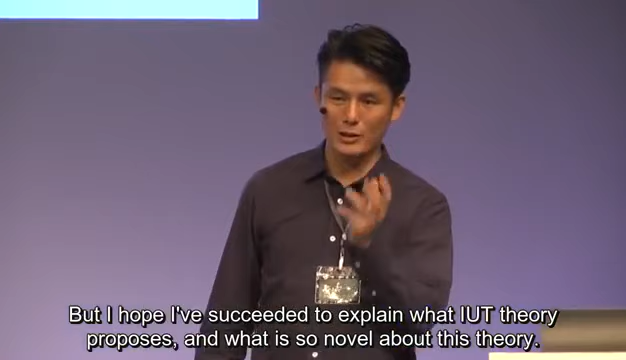 But I hope I've succeeded to explain what IUT theory
proposes, and what is so novel about this theory.